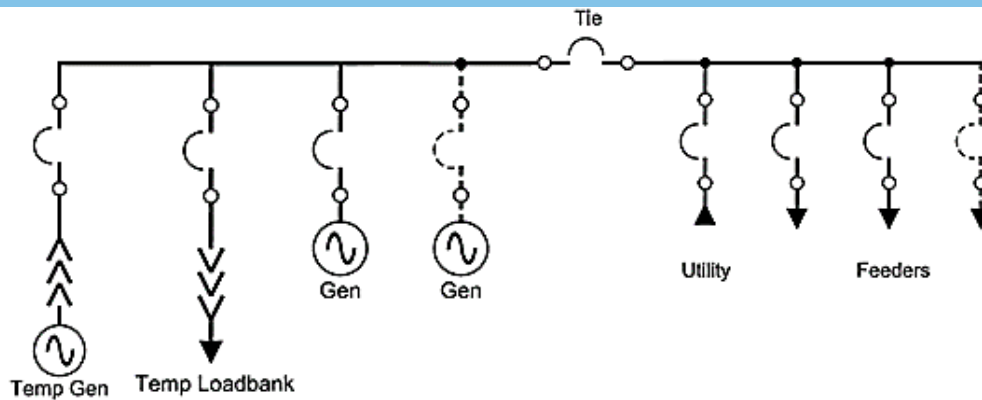 Tie
Utility
Feeders
Gen
Gen
Temp Gen
Temp Loadbank